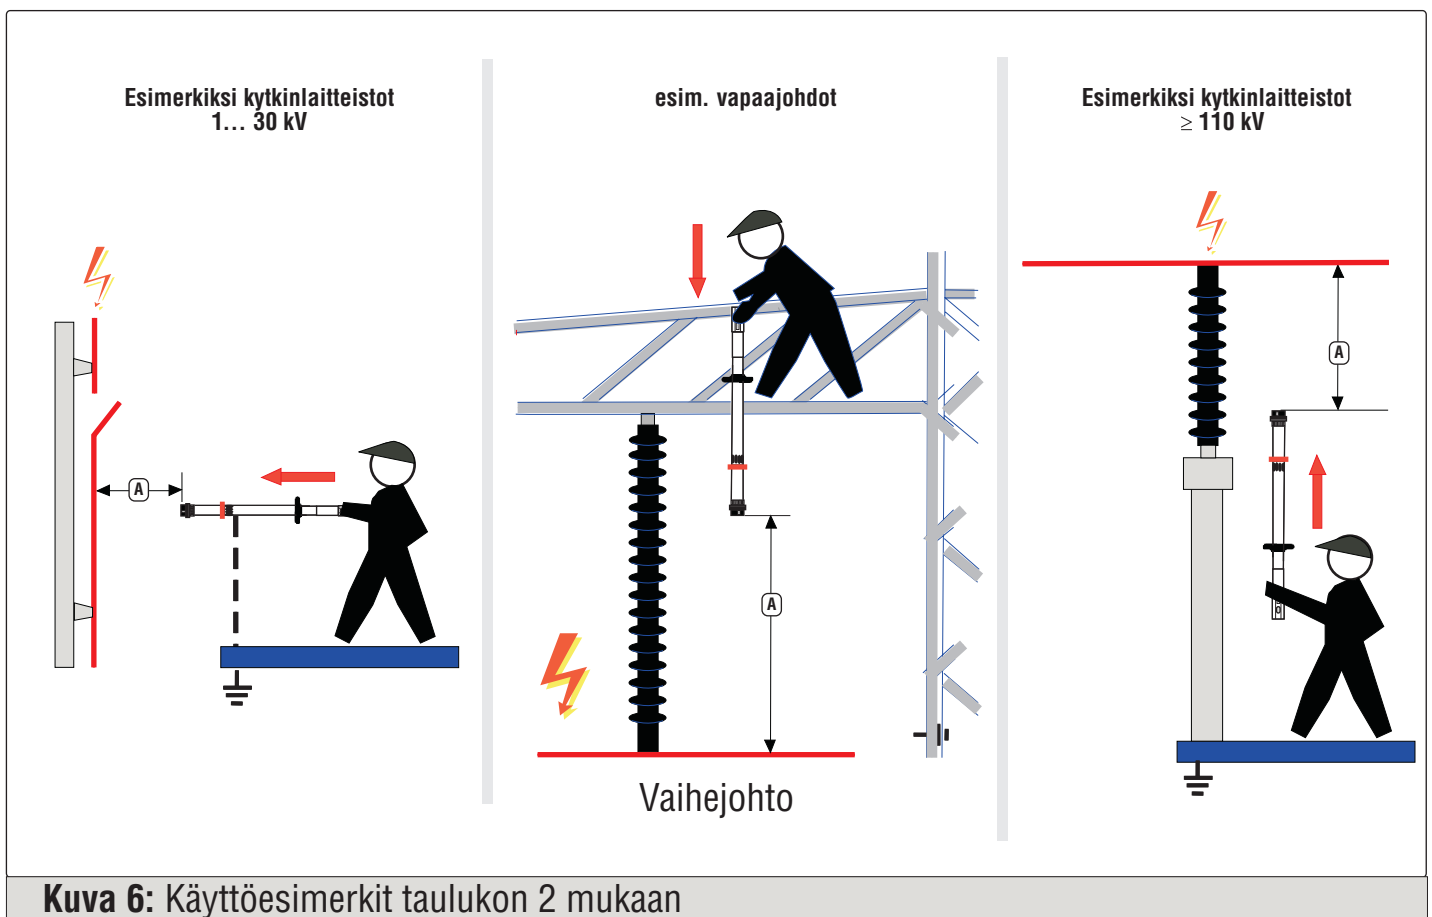 Esimerkiksi kytkinlaitteistot
1... 30 kV
A
esim. vapaajohdot
A
Vaihejohto
Esimerkiksi kytkinlaitteistot
≥ 110 kV
A
Kuva 6: Käyttöesimerkit taulukon 2 mukaan